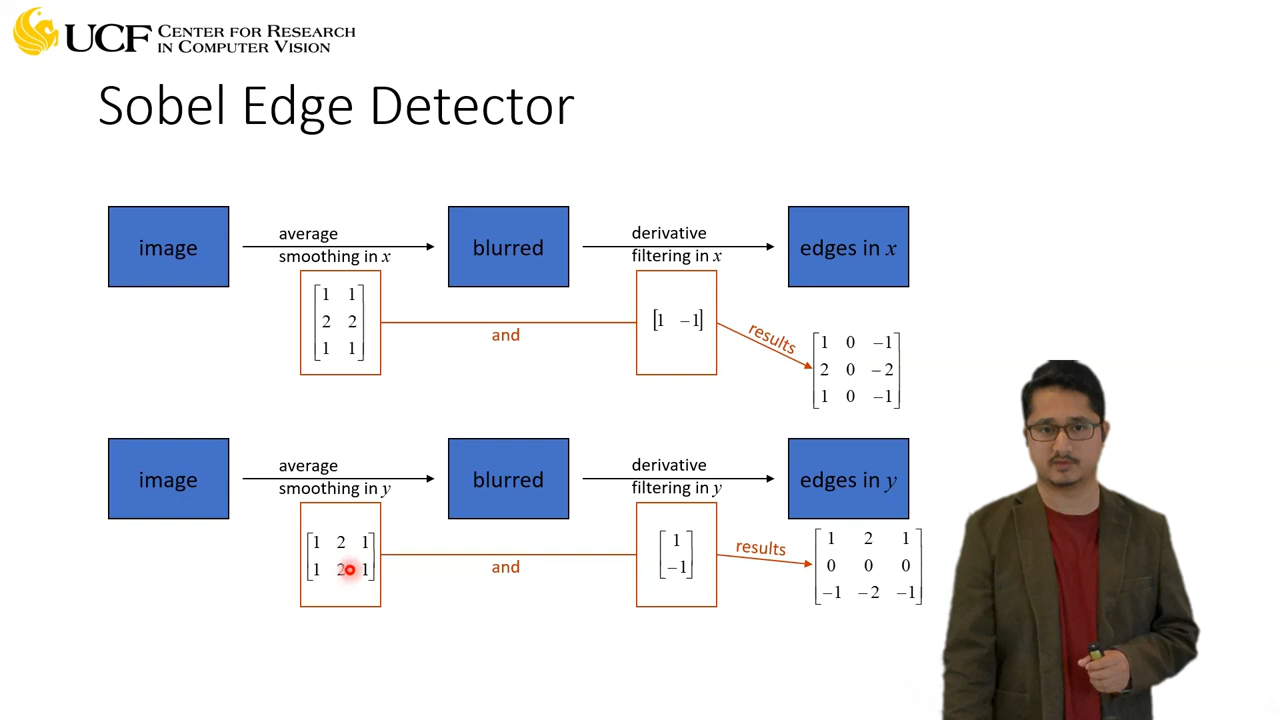 UCF CENTER FOR RESEARCH
IN COMPUTER VISION
Sobel Edge Detector
image
average
smoothing in x
blurred
derivative
filtering in x
edges in x
1 1
2 2
1 1
and
[1 −1]
results
1 0 −1
2 0 −2
1 0 −1
image
average
smoothing in y
blurred
derivative
filtering in y
edges in y
1 2 1
1 2 1
and
1
−1
results
1 2 1
0 0 0
−1 −2 −1